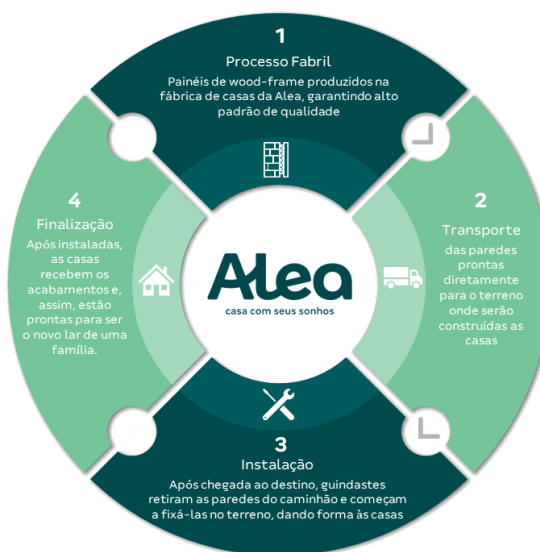 1
Processo Fabril
Painéis de wood-frame produzidos na
fábrica de casas da Alea, garantindo alto
padrão de qualidade
2
Transporte
das paredes
prontas
diretamente
para o terreno
onde serão
construídas as
casas
3
Instalação
Após chegada ao destino, guindastes
retiram as paredes do caminhão e começam
a fixá-las no terreno, dando forma às casas
4
Finalização
Após instaladas,
as casas
recebem os
acabamentos e,
assim, estão
prontas para ser
o novo lar de uma
família.
Alea
casa com seus sonhos